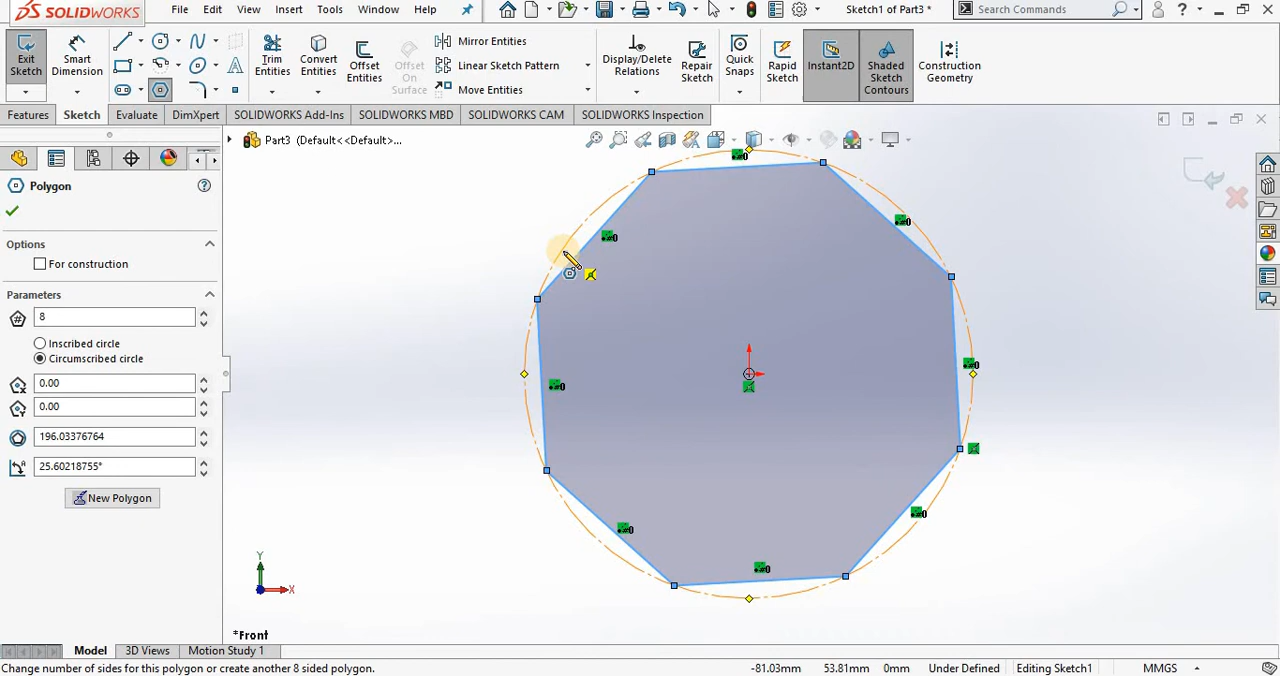 SOLIDWORKS File Edit View Insert Tools Window Help Sketch1 of Part3 * Search Commands
Exit Sketch
Smart Dimension
Trim Entities
Convert Entities
Offset Entities
Offset On Surface
Mirror Entities
Linear Sketch Pattern
Move Entities
Display/Delete Relations
Repair Sketch
Quick Snaps
Rapid Sketch
Instant2D
Shaded Sketch Contours
Construction Geometry
Features Sketch Evaluate DimXpert SOLIDWORKS Add-Ins SOLIDWORKS MBD SOLIDWORKS CAM SOLIDWORKS Inspection
Part3 (Default<<Default>...
Polygon
Options
For construction
Parameters
8
Inscribed circle
Circumscribed circle
0.00
0.00
196.03376764
25.60218755°
New Polygon
Y
X
*Front
Model 3D Views Motion Study 1
Change number of sides for this polygon or create another 8 sided polygon. -81.03mm 53.81mm 0mm Under Defined Editing Sketch1 MMGS